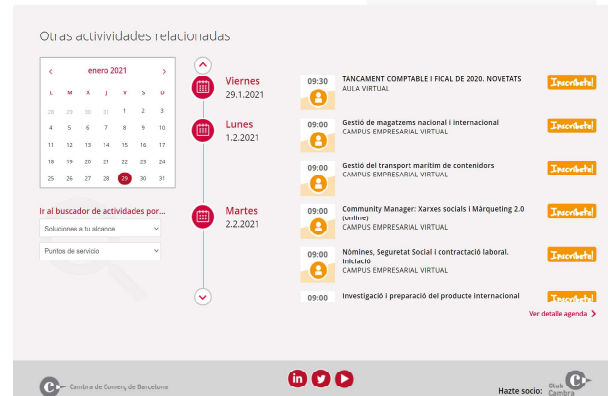 Otras activividades relacionadas
enero 2021
L M X J V S D
28 29 30 31 1 2 3
4 5 6 7 8 9 10
11 12 13 14 15 16 17
18 19 20 21 22 23 24
25 26 27 28 29 30 31
Ir al buscador de actividades por...
Soluciones a tu alcance
Puntos de servicio
Viernes
29.1.2021
09:30
TANCAMENT COMPTABLE I FICAL DE 2020. NOVETATS
AULA VIRTUAL
Inscríbete!
Lunes
1.2.2021
09:00
Gestió de magatzems nacional i internacional
CAMPUS EMPRESARIAL VIRTUAL
Inscríbete!
09:00
Gestió del transport marítim de contenidors
CAMPUS EMPRESARIAL VIRTUAL
Inscríbete!
Martes
2.2.2021
09:00
Community Manager: Xarxes socials i Màrqueting 2.0
(online)
CAMPUS EMPRESARIAL VIRTUAL
Inscríbete!
09:00
Nòmines, Seguretat Social i contractació laboral.
Iniciació
CAMPUS EMPRESARIAL VIRTUAL
Inscríbete!
09:00
Investigació i preparació del producte internacional
Inscríbete!
Ver detalle agenda
Cambra de Comerç de Barcelona
in
Hazte socio:
Club
Cambra